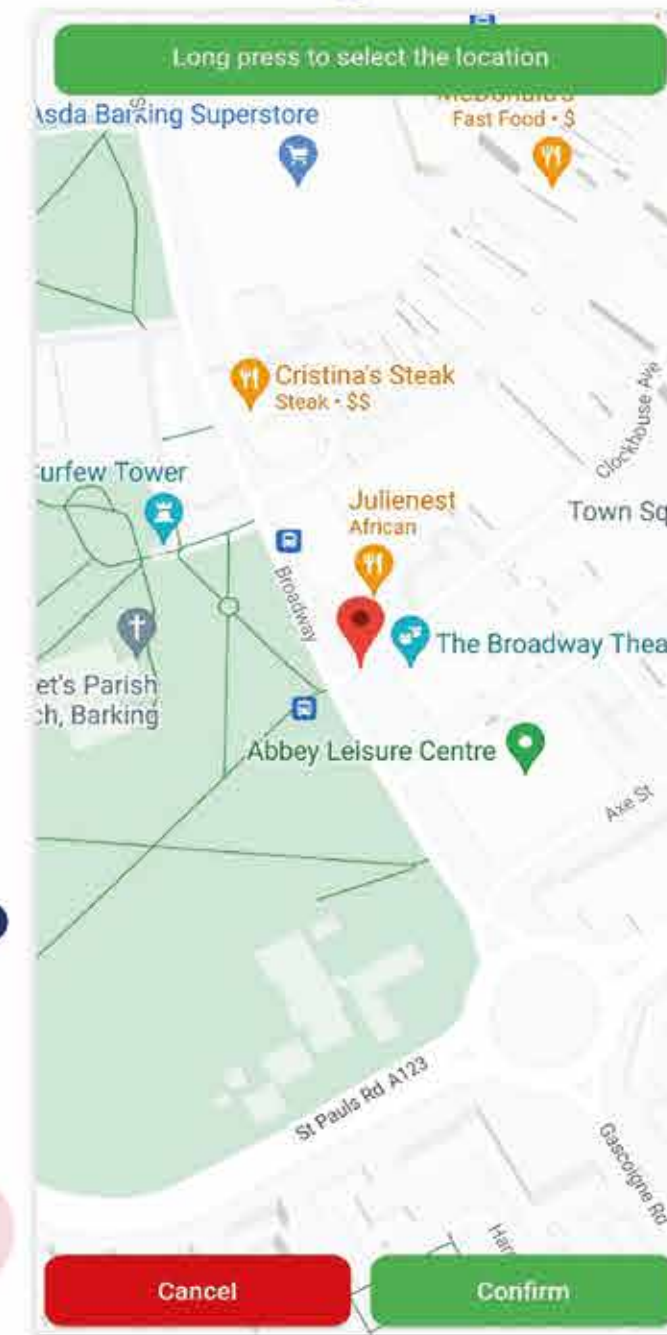 Long press to select the location
Asda Barking Superstore
McDonald's
Fast Food • $
Cristina's Steak
Steak • $$
Clockhouse Ave
urfew Tower
Julienest
African
Town Sq
Broadway
The Broadway Thea
et's Parish
ch, Barking
Abbey Leisure Centre
Axe St
St Pauls Rd A123
Gascoigne Rd
Har
Cancel
Confirm